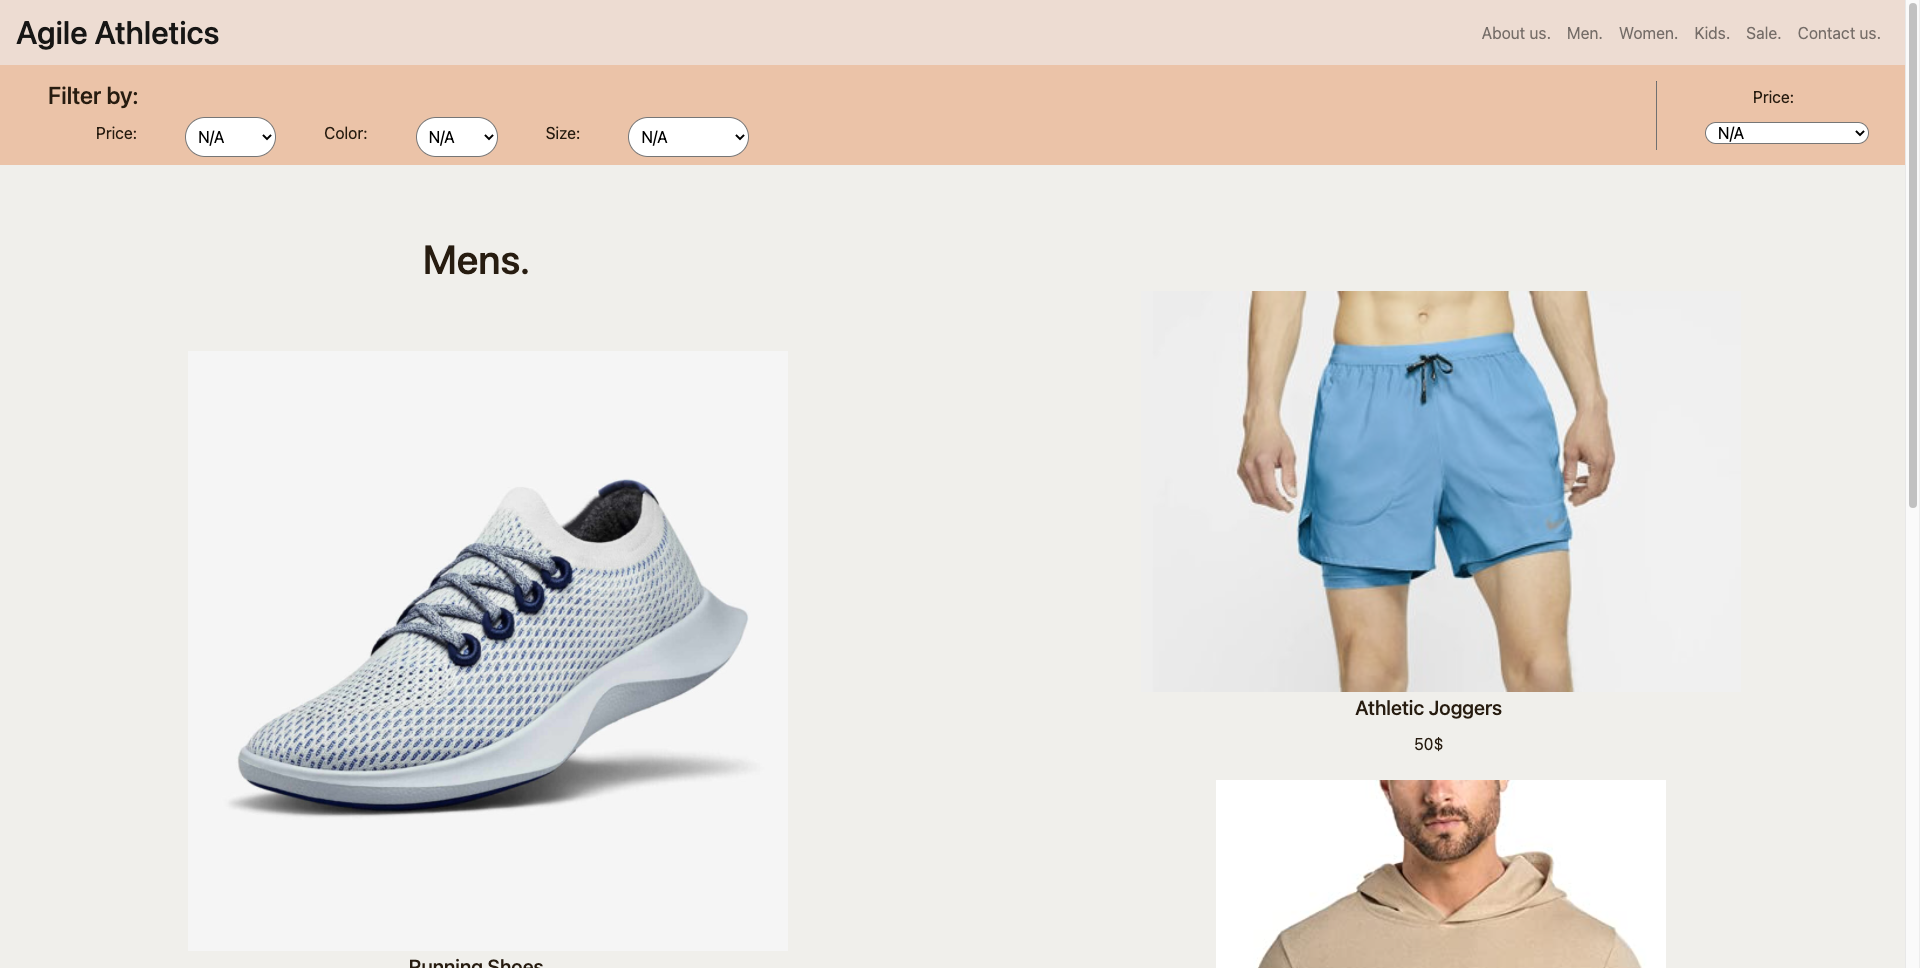 Agile Athletics
About us. Men. Women. Kids. Sale. Contact us.
Filter by:
Price: N/A Color: N/A Size: N/A
Price:
N/A
Mens.
Athletic Joggers
50$
Running Shoes